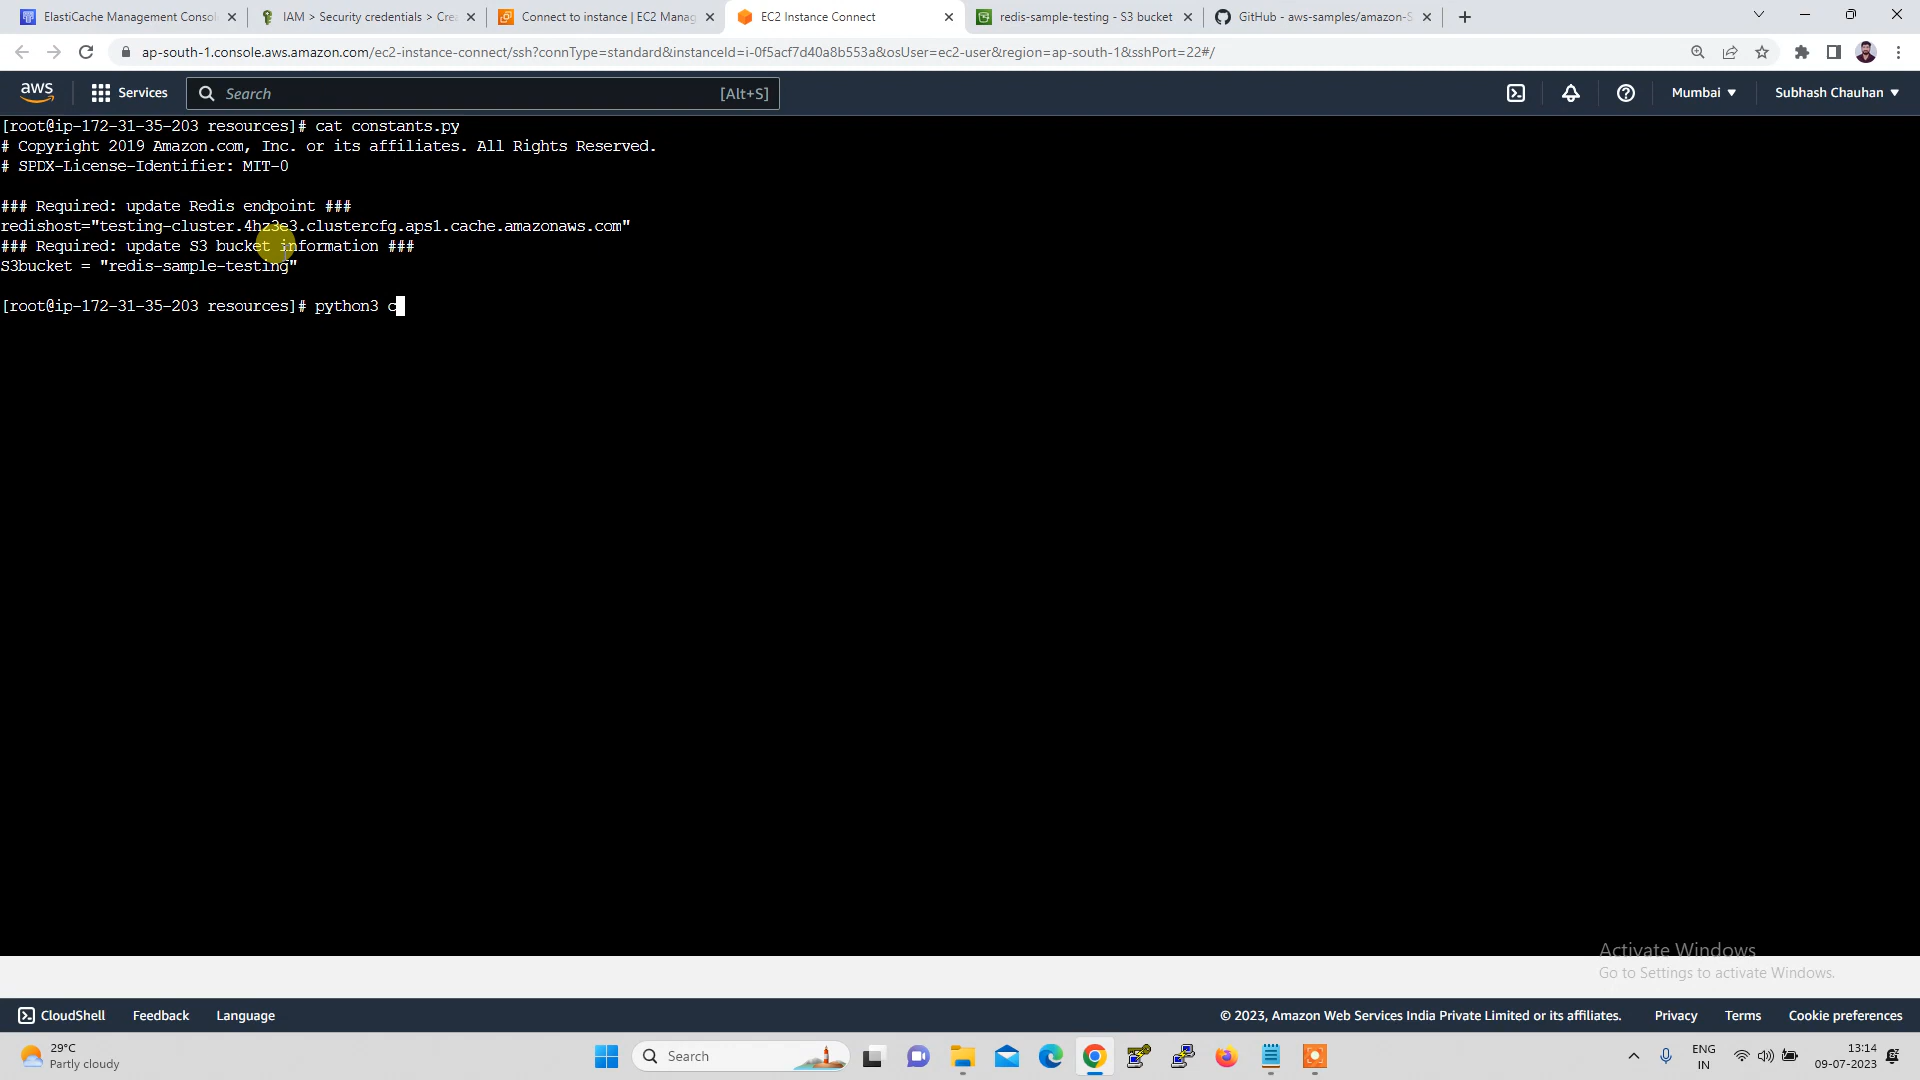 ElastiCache Management Consol
IAM > Security credentials > Crea
Connect to instance | EC2 Manag
EC2 Instance Connect
redis-sample-testing - S3 bucket
GitHub - aws-samples/amazon-S
ap-south-1.console.aws.amazon.com/ec2-instance-connect/ssh?connType=standard&instanceId=i-0f5acf7d40a8b553a&osUser=ec2-user&region=ap-south-1&sshPort=22#/
aws
Services
Search
[Alt+S]
Mumbai
Subhash Chauhan
[root@ip-172-31-35-203 resources]# cat constants.py
# Copyright 2019 Amazon.com, Inc. or its affiliates. All Rights Reserved.
# SPDX-License-Identifier: MIT-0
### Required: update Redis endpoint ###
redishost="testing-cluster.4hz3e3.clustercfg.aps1.cache.amazonaws.com"
### Required: update S3 bucket information ###
S3bucket = "redis-sample-testing"
[root@ip-172-31-35-203 resources]# python3 c
Activate Windows
Go to Settings to activate Windows.
CloudShell
Feedback
Language
© 2023, Amazon Web Services India Private Limited or its affiliates.
Privacy
Terms
Cookie preferences
29°C
Partly cloudy
Search
ENG
IN
13:14
09-07-2023